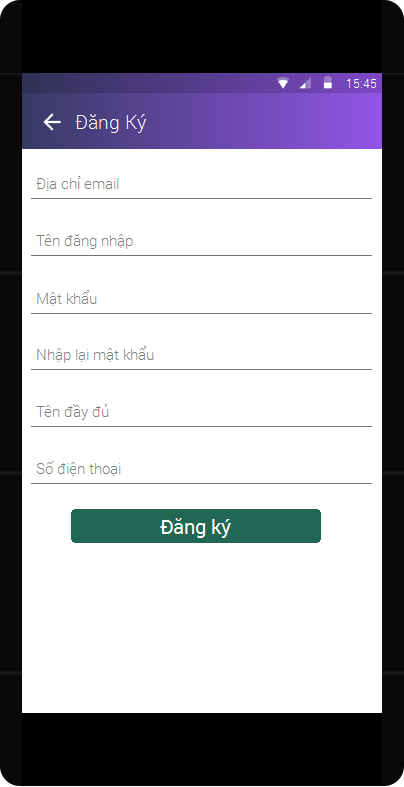 15:45
Đăng Ký
Địa chỉ email
Tên đăng nhập
Mật khẩu
Nhập lại mật khẩu
Tên đầy đủ
Số điện thoại
Đăng ký